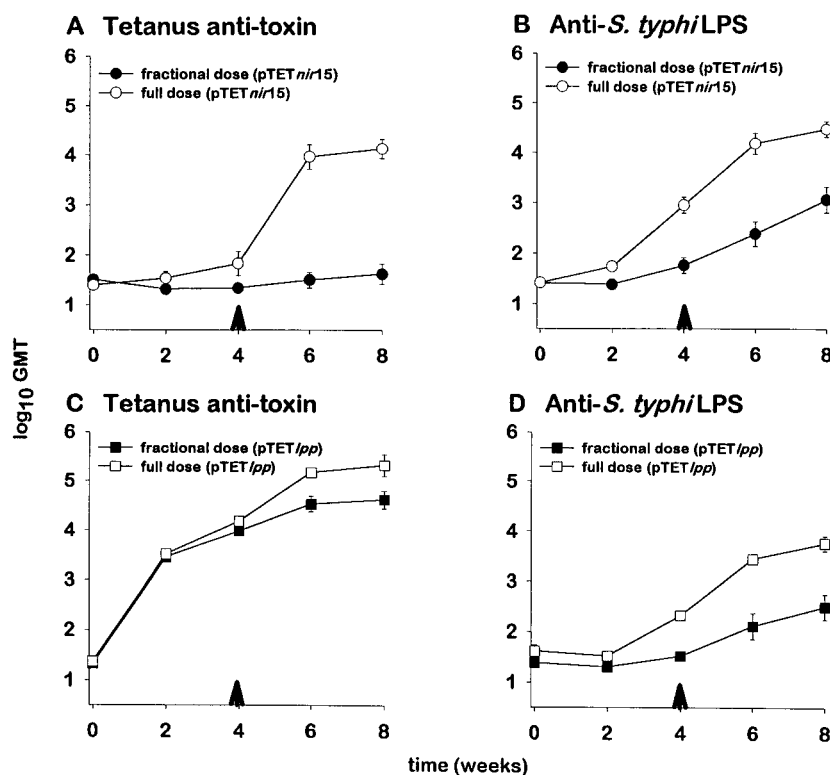 A Tetanus anti-toxin
fractional dose (pTETnir15)
full dose (pTETnir15)
6
5
4
3
2
1
0 2 4 6 8
B Anti-S. typhi LPS
fractional dose (pTETnir15)
full dose (pTETnir15)
6
5
4
3
2
1
0 2 4 6 8
log10 GMT
C Tetanus anti-toxin
fractional dose (pTETlpp)
full dose (pTETlpp)
6
5
4
3
2
1
0 2 4 6 8
D Anti-S. typhi LPS
fractional dose (pTETlpp)
full dose (pTETlpp)
6
5
4
3
2
1
0 2 4 6 8
time (weeks)